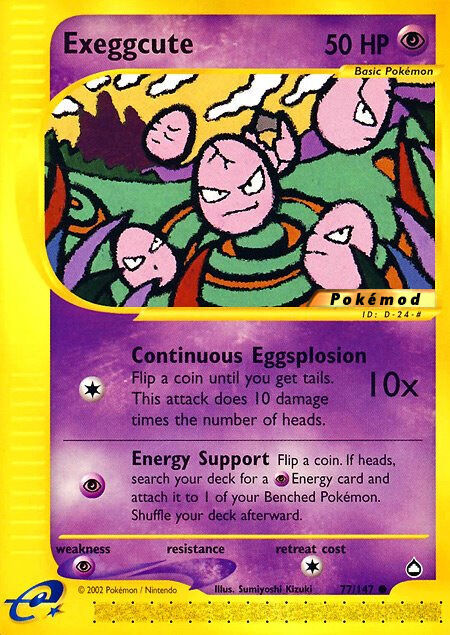 Exeggcute 50 HP
Basic Pokémon
Pokémod
ID: D-24-#
Continuous Eggsplosion
Flip a coin until you get tails.
This attack does 10 damage
times the number of heads.
10x
Energy Support Flip a coin. If heads,
search your deck for a Energy card and
attach it to 1 of your Benched Pokémon.
Shuffle your deck afterward.
weakness resistance retreat cost
© 2002 Pokémon / Nintendo Illus. Sumiyoshi Kizuki 77/147
e